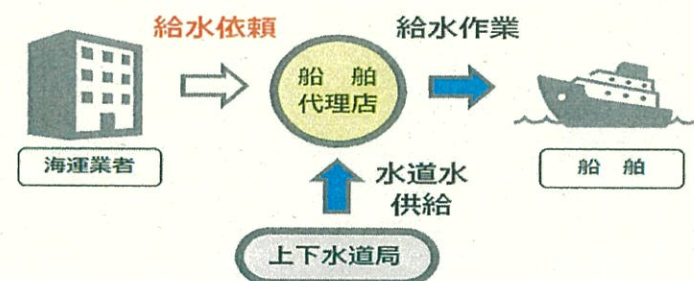 給水依頼
給水作業
船舶
代理店
海運業者
船舶
水道水
供給
上下水道局